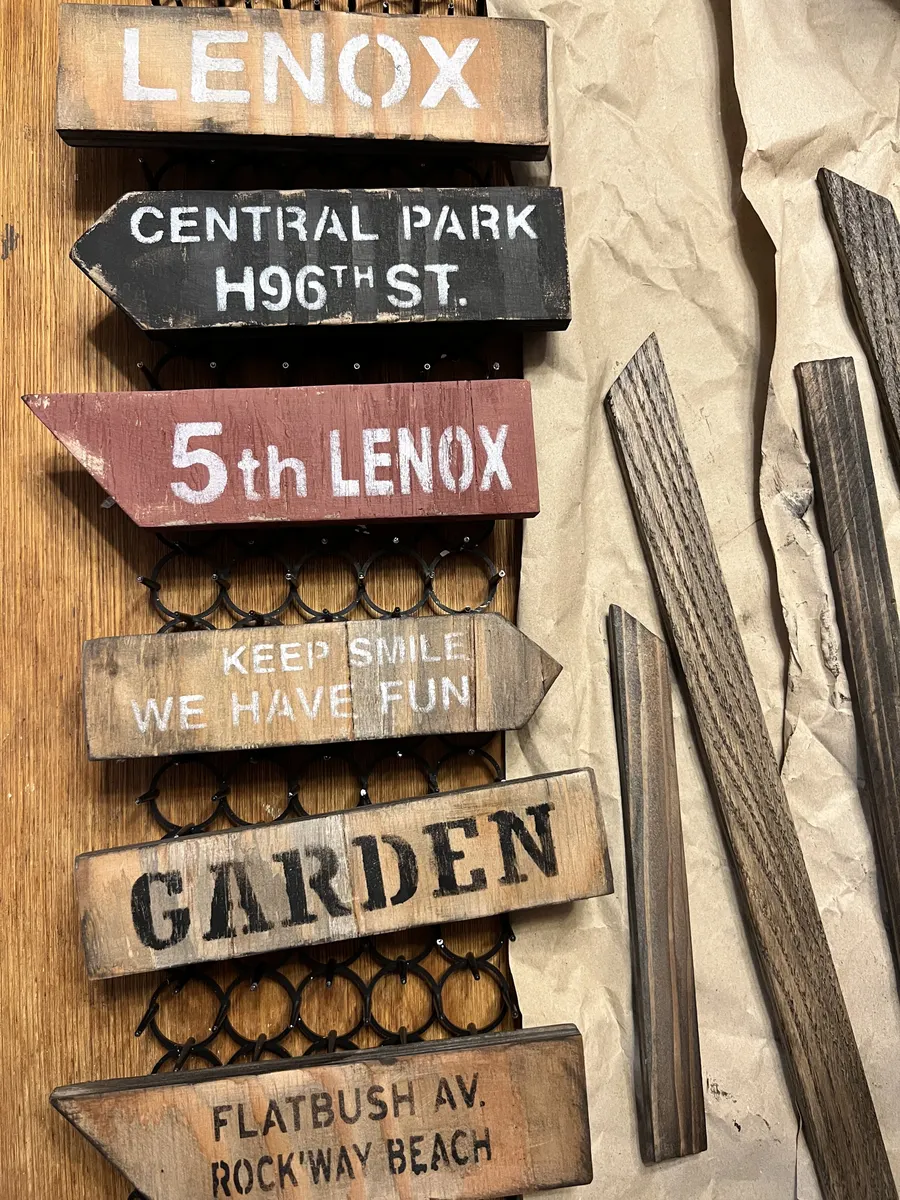 LENOX
CENTRAL PARK
H96TH ST.
5th LENOX
KEEP SMILE
WE HAVE FUN
GARDEN
FLATBUSH AV.
ROCK'WAY BEACH